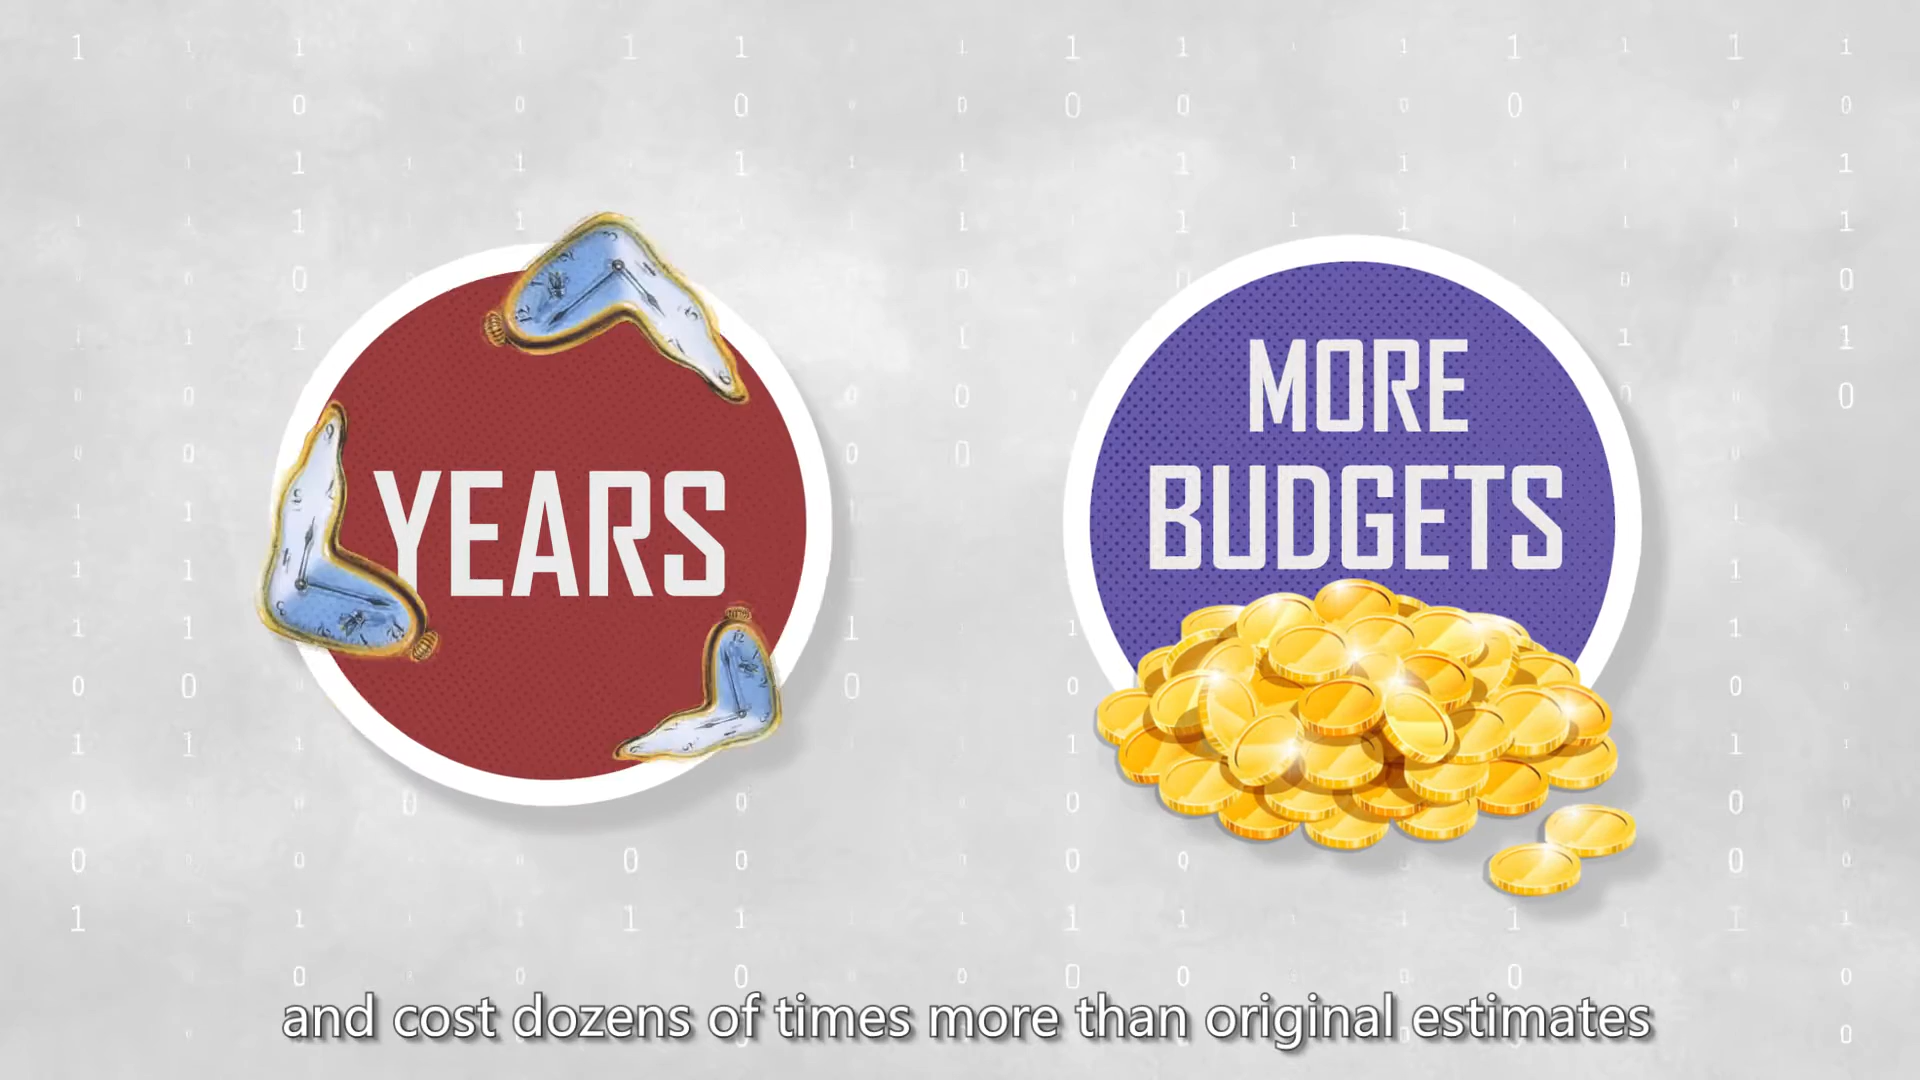 YEARS
MORE
BUDGETS
and cost dozens of times more than original estimates